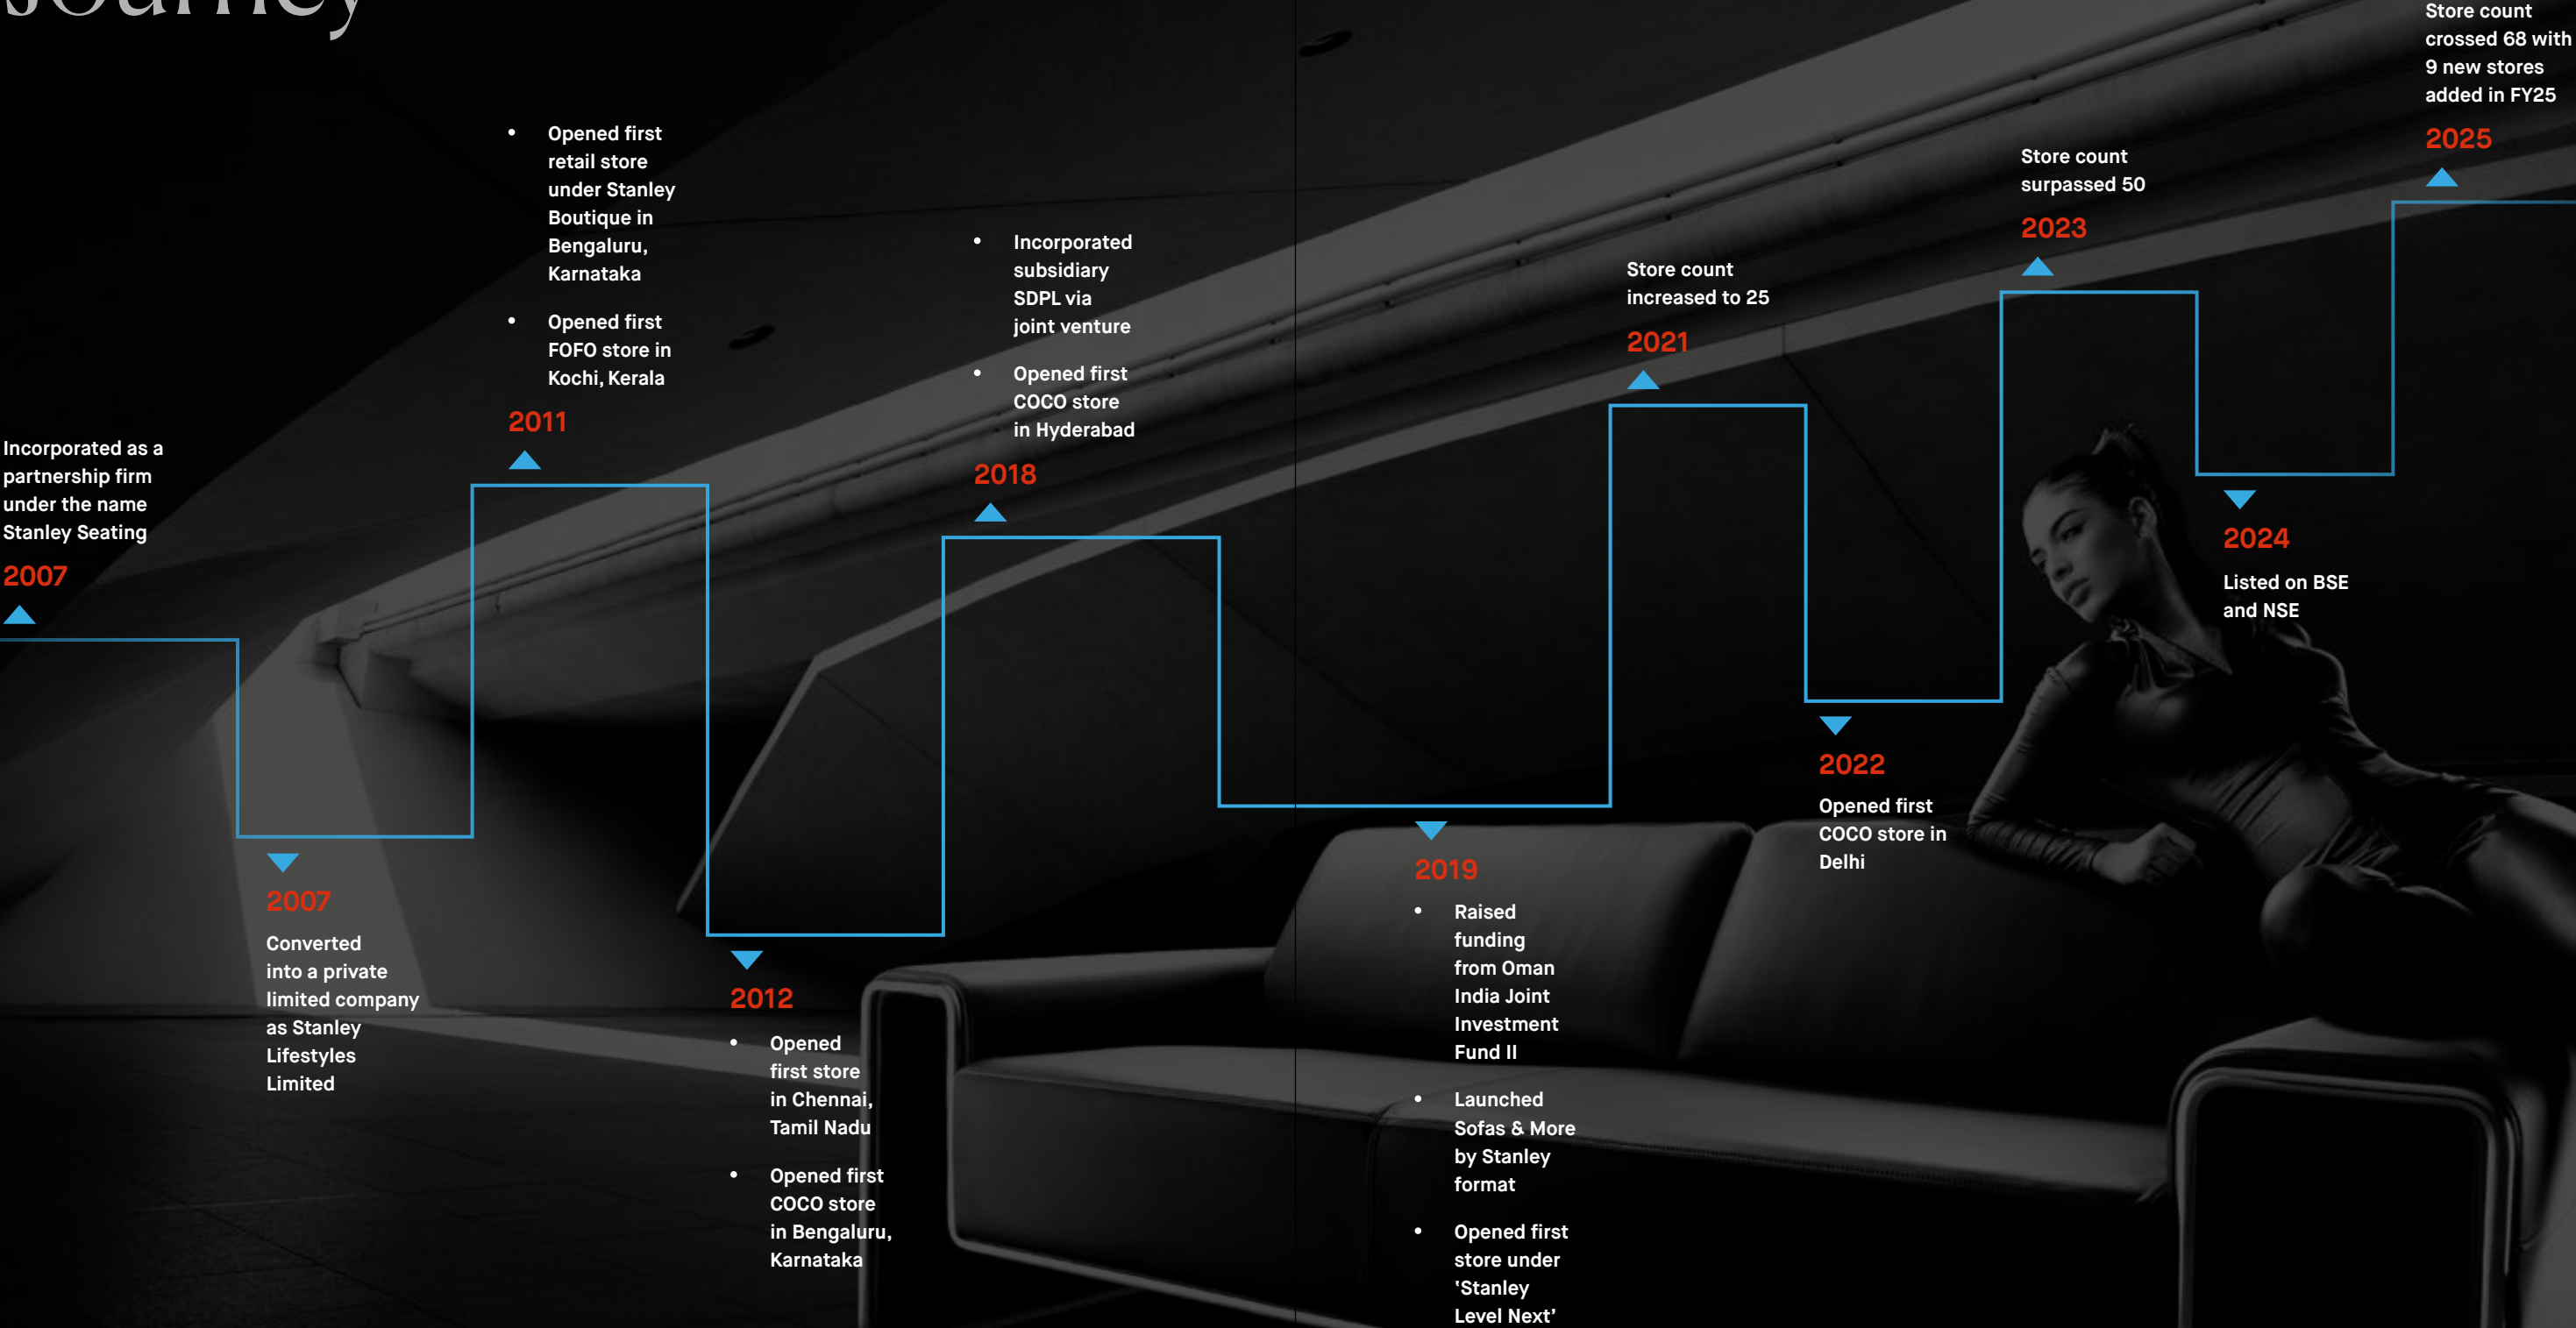 Journey
Incorporated as a
partnership firm
under the name
Stanley Seating
2007
2007
Converted
into a private
limited company
as Stanley
Lifestyles
Limited
• Opened first
retail store
under Stanley
Boutique in
Bengaluru,
Karnataka
• Opened first
FOFO store in
Kochi, Kerala
2011
2012
• Opened
first store
in Chennai,
Tamil Nadu
• Opened first
COCO store
in Bengaluru,
Karnataka
• Incorporated
subsidiary
SDPL via
joint venture
• Opened first
COCO store
in Hyderabad
2018
2019
• Raised
funding
from Oman
India Joint
Investment
Fund II
• Launched
Sofas & More
by Stanley
format
• Opened first
store under
‘Stanley
Level Next’
Store count
increased to 25
2021
2022
Opened first
COCO store in
Delhi
Store count
surpassed 50
2023
2024
Listed on BSE
and NSE
Store count
crossed 68 with
9 new stores
added in FY25
2025